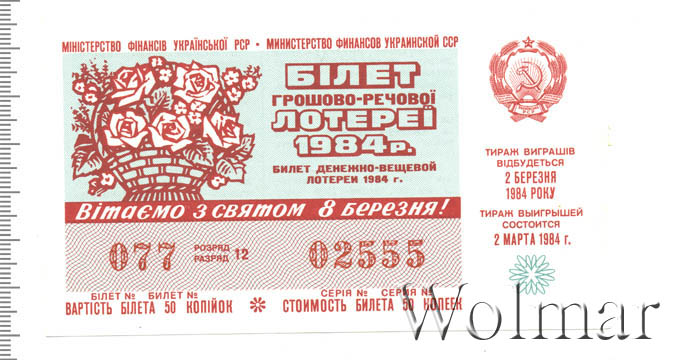 МІНІСТЕРСТВО ФІНАНСІВ УКРАЇНСЬКОЇ РСР • МИНИСТЕРСТВО ФИНАНСОВ УКРАИНСКОЙ ССР
БІЛЕТ
ГРОШОВО-РЕЧОВОЇ
ЛОТЕРЕЇ
1984 р.
БИЛЕТ ДЕНЕЖНО-ВЕЩЕВОЙ
ЛОТЕРЕИ 1984 г.
Вітаємо з святом 8 березня!
077 РОЗРЯД РАЗРЯД 12 02555
БІЛЕТ № БИЛЕТ № СЕРІЯ № СЕРИЯ №
ВАРТІСТЬ БІЛЕТА 50 КОПІЙОК СТОИМОСТЬ БИЛЕТА 50 КОПЕЕК
ТИРАЖ ВИГРАШІВ
ВІДБУДЕТЬСЯ
2 БЕРЕЗНЯ
1984 РОКУ
ТИРАЖ ВЫИГРЫШЕЙ
СОСТОИТСЯ
2 МАРТА 1984 г.
Wolmar